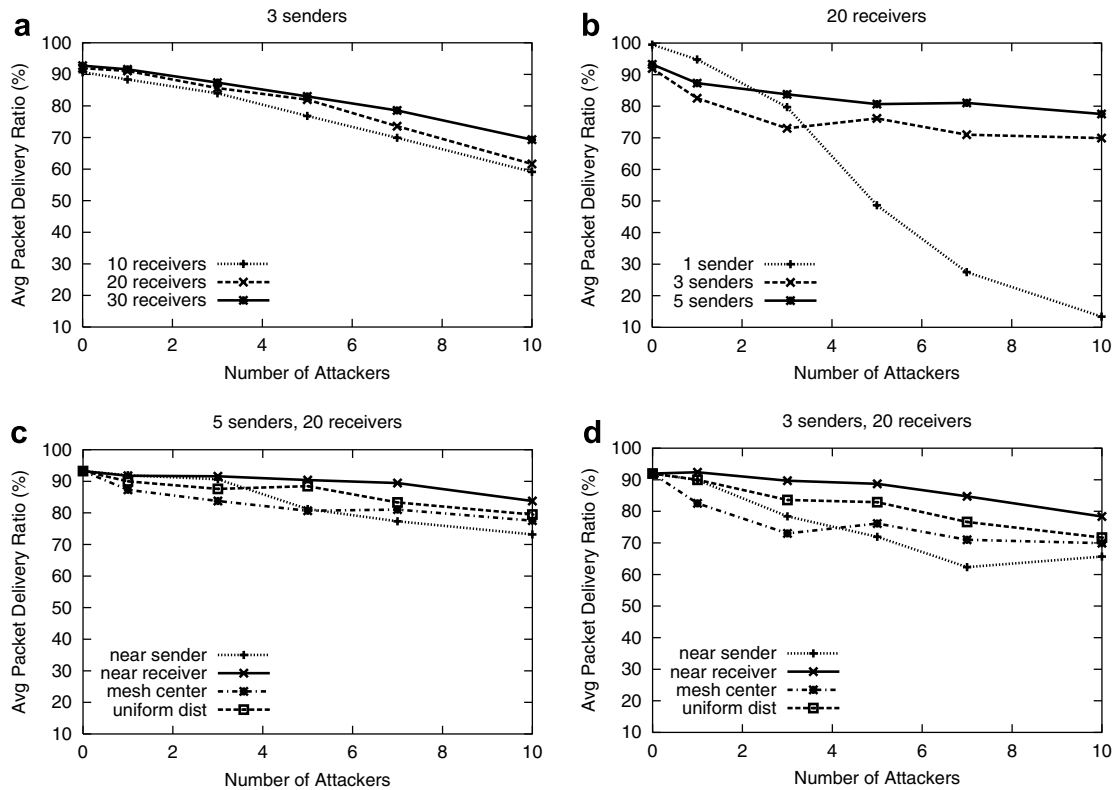 a
3 senders
100
90
80
70
60
50
40
30
20
10
Avg Packet Delivery Ratio (%)
10 receivers
20 receivers
30 receivers
0 2 4 6 8 10
Number of Attackers
b
20 receivers
100
90
80
70
60
50
40
30
20
10
Avg Packet Delivery Ratio (%)
1 sender
3 senders
5 senders
0 2 4 6 8 10
Number of Attackers
c
5 senders, 20 receivers
100
90
80
70
60
50
40
30
20
10
Avg Packet Delivery Ratio (%)
near sender
near receiver
mesh center
uniform dist
0 2 4 6 8 10
Number of Attackers
d
3 senders, 20 receivers
100
90
80
70
60
50
40
30
20
10
Avg Packet Delivery Ratio (%)
near sender
near receiver
mesh center
uniform dist
0 2 4 6 8 10
Number of Attackers